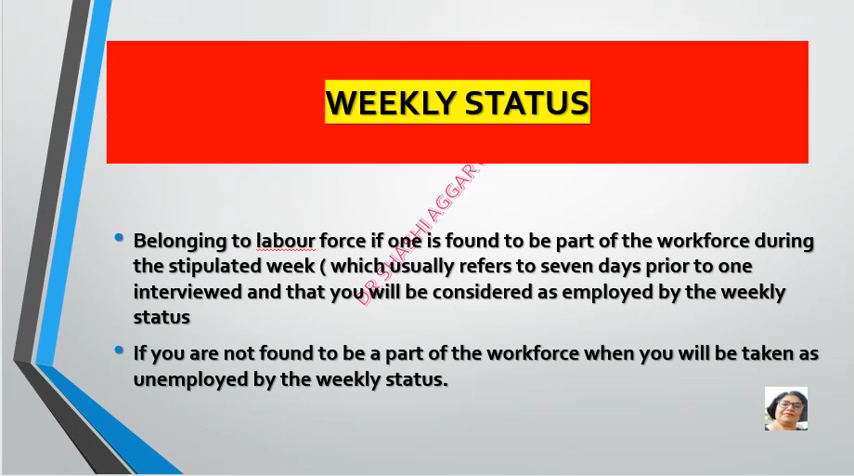 WEEKLY STATUS
Belonging to labour force if one is found to be part of the workforce during
the stipulated week ( which usually refers to seven days prior to one
interviewed and that you will be considered as employed by the weekly
status
If you are not found to be a part of the workforce when you will be taken as
unemployed by the weekly status.
DR SHASHI AGGAR